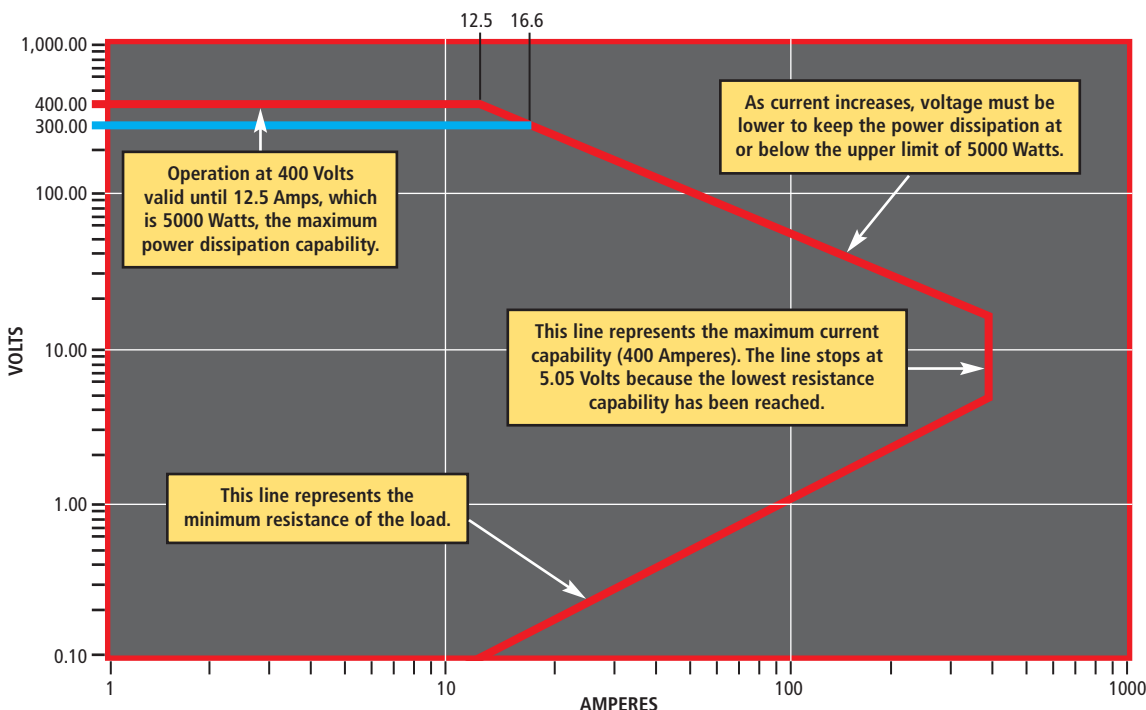 12.5 16.6
1,000.00
400.00
300.00
100.00
10.00
1.00
0.10
VOLTS
Operation at 400 Volts
valid until 12.5 Amps, which
is 5000 Watts, the maximum
power dissipation capability.
As current increases, voltage must be
lower to keep the power dissipation at
or below the upper limit of 5000 Watts.
This line represents the maximum current
capability (400 Amperes). The line stops at
5.05 Volts because the lowest resistance
capability has been reached.
This line represents the
minimum resistance of the load.
1 10 100 1000
AMPERES